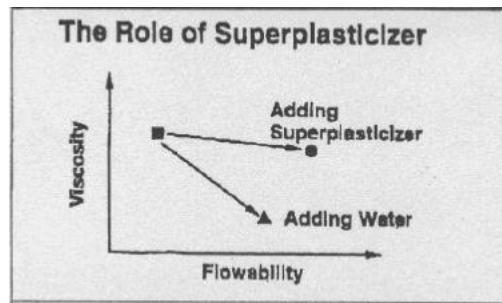 The Role of Superplasticizer
Adding
Superplasticizer
Viscosity
Adding Water
Flowability